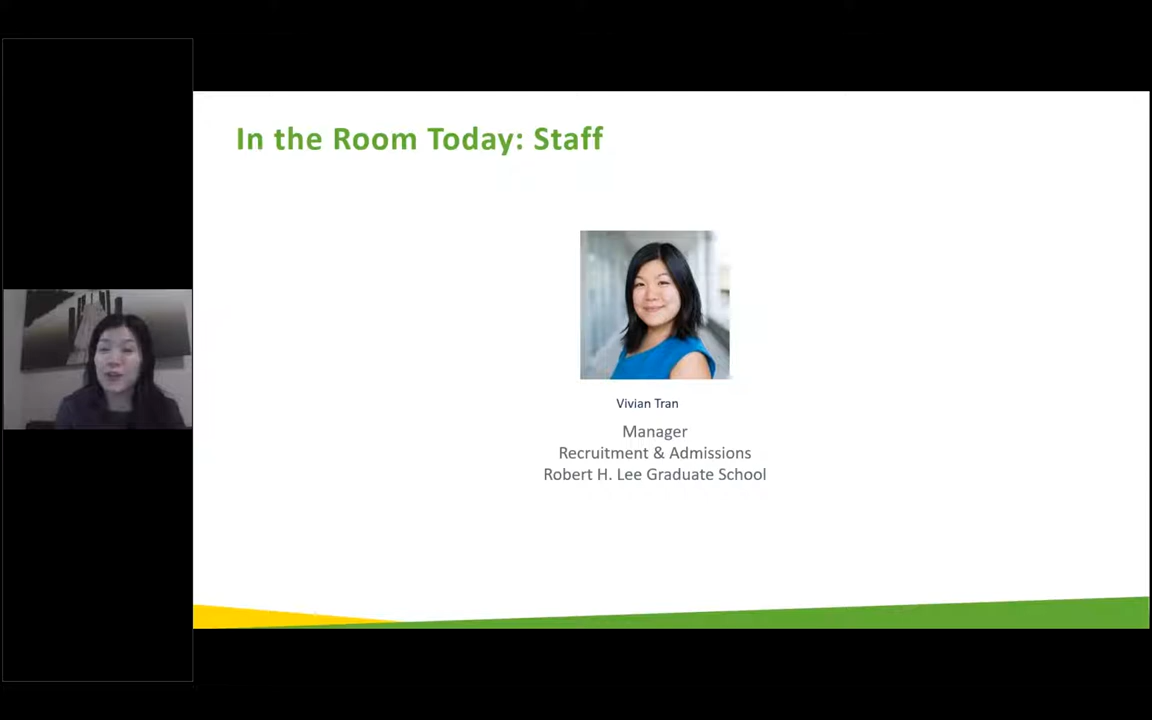 In the Room Today: Staff
Vivian Tran
Manager
Recruitment & Admissions
Robert H. Lee Graduate School